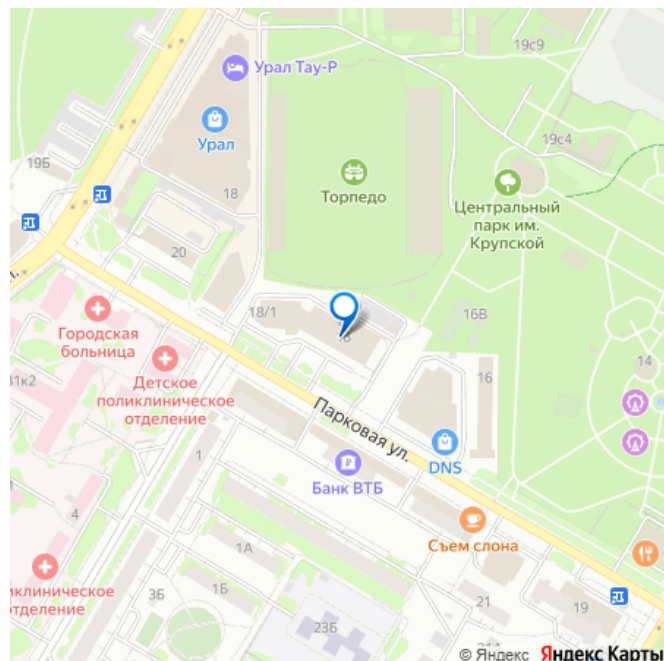 19с9
Урал Тау-Р
Урал
19с4
Торпедо
Центральный
парк им.
Крупской
19Б
18
20
18/1
16В
Городская
больница
Детское
поликлиническое
отделение
31к2
16
14
Парковая ул.
DNS
Банк ВТБ
1
4
Съем слона
1А
3Б
1Б
иклиническое
отделение
23Б
21
19
© Яндекс Яндекс Карты